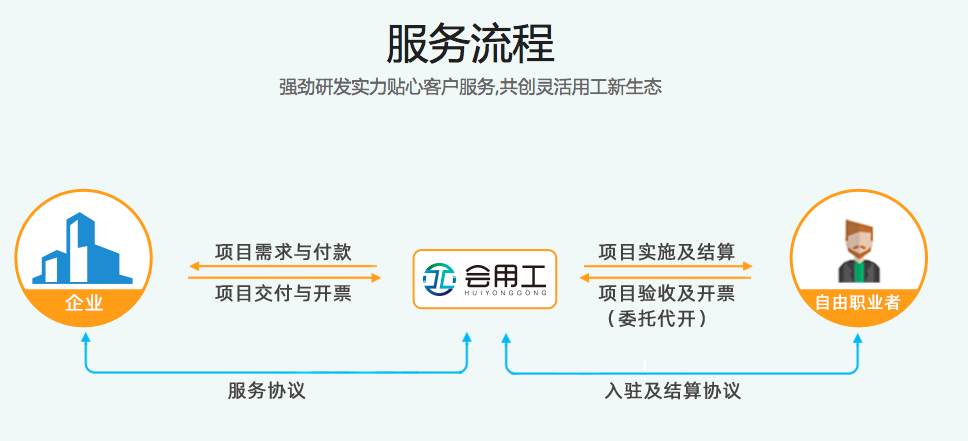 服务流程
强劲研发实力贴心客户服务,共创灵活用工新生态
项目需求与付款
项目交付与开票
企业
会用工
HUIYONGGONG
项目实施及结算
项目验收及开票
（委托代开）
自由职业者
服务协议
入驻及结算协议